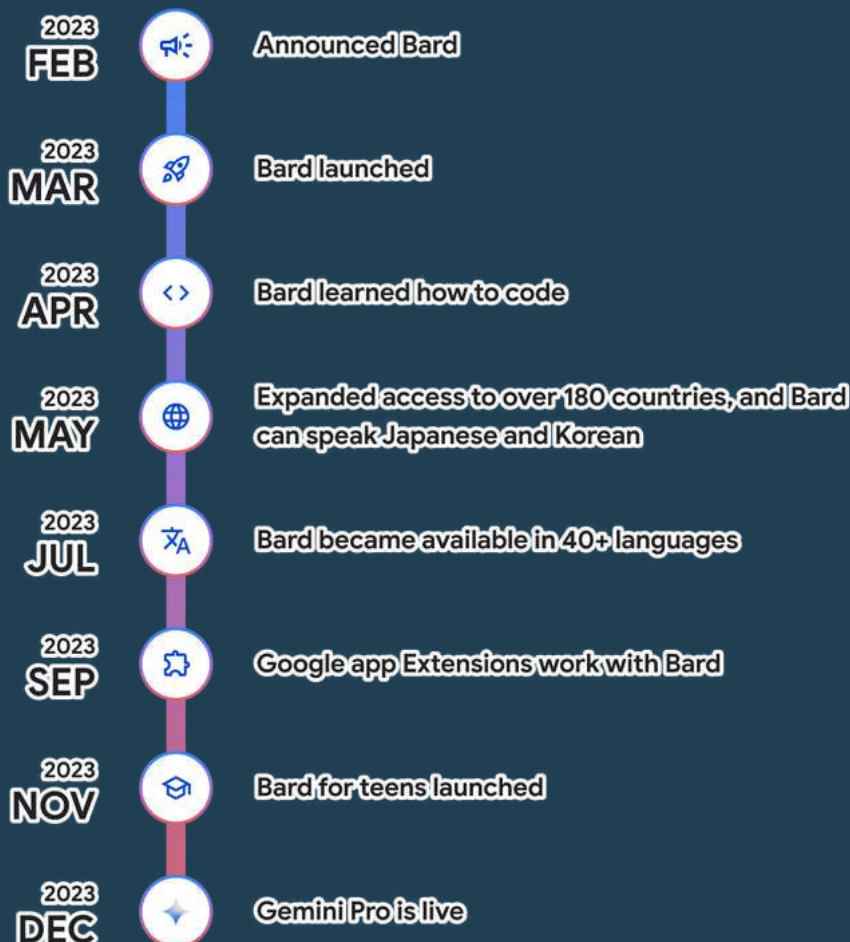 2023
FEB
Announced Bard
2023
MAR
Bard launched
2023
APR
Bard learned how to code
2023
MAY
Expanded access to over 180 countries, and Bard
can speak Japanese and Korean
2023
JUL
Bard became available in 40+ languages
2023
SEP
Google app Extensions work with Bard
2023
NOV
Bard for teens launched
2023
DEC
Gemini Pro is live